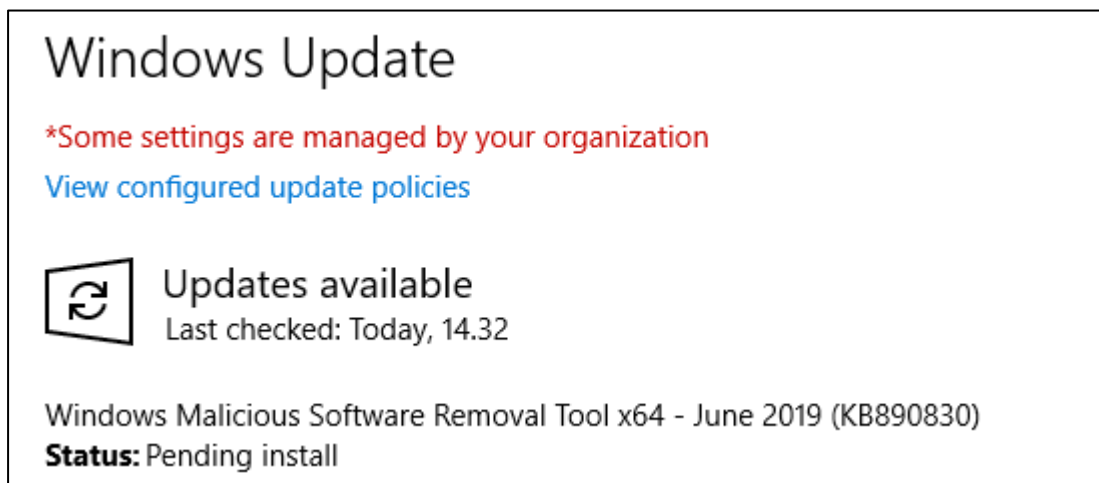 Windows Update
*Some settings are managed by your organization
View configured update policies
Updates available
Last checked: Today, 14.32
Windows Malicious Software Removal Tool x64 - June 2019 (KB890830)
Status: Pending install